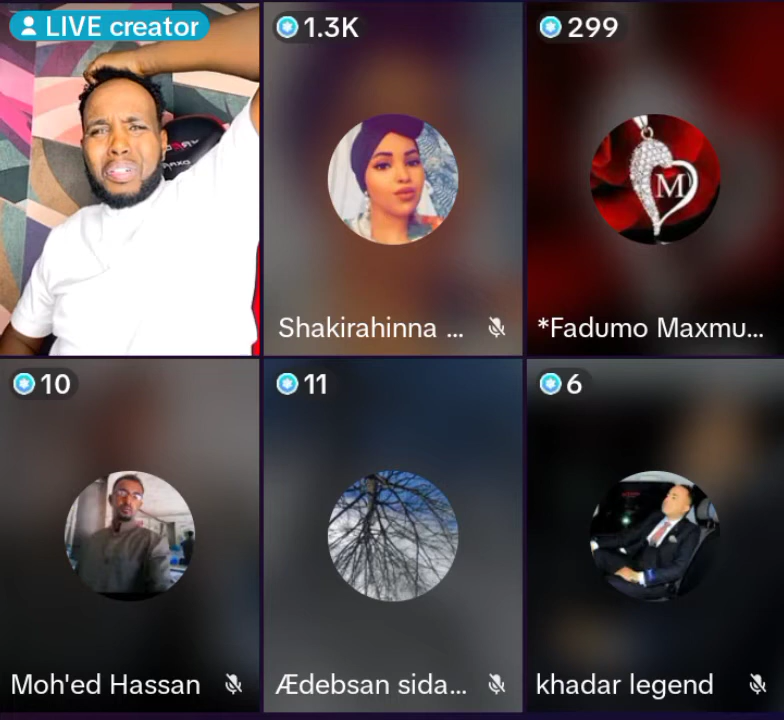 LIVE creator
1.3K
299
M
Shakirahinna ...
*Fadumo Maxmu...
10
11
6
Moh'ed Hassan
Ædebsan sida...
khadar legend